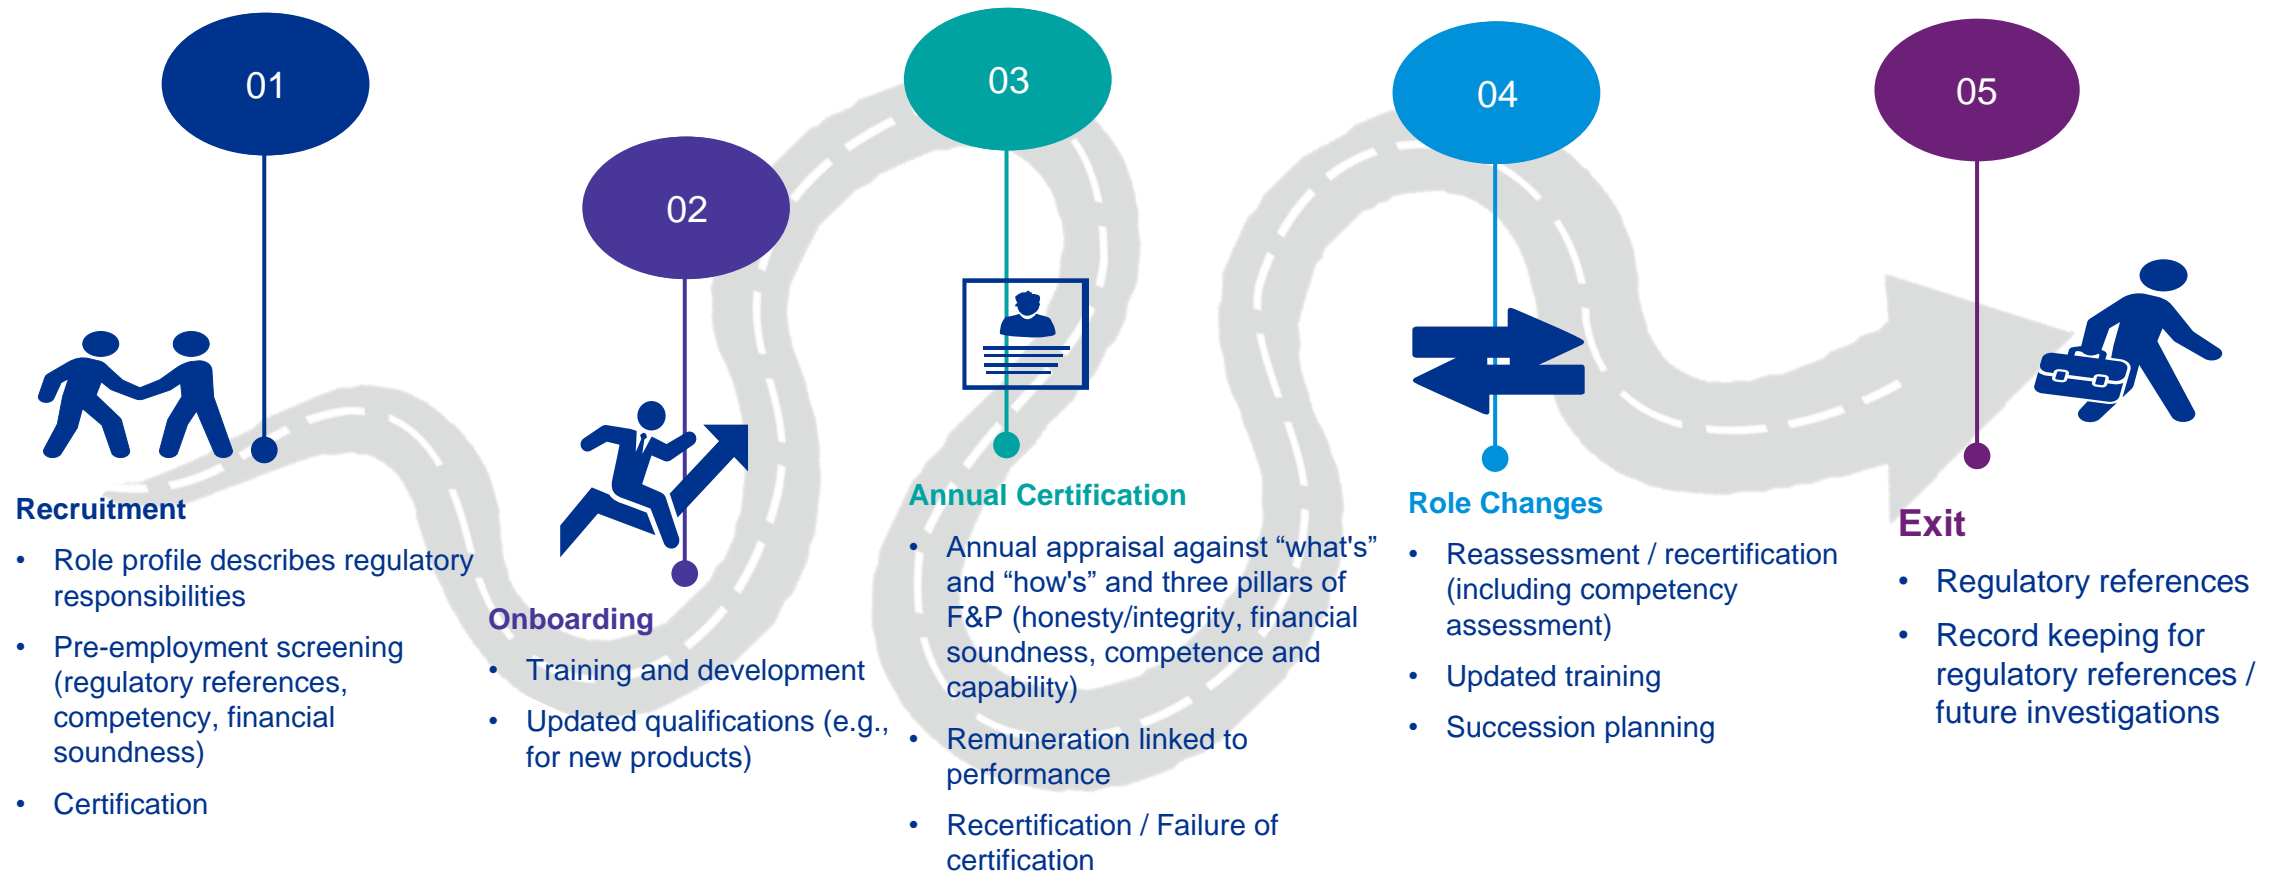 01
Recruitment
• Role profile describes regulatory
responsibilities
• Pre-employment screening
(regulatory references,
competency, financial
soundness)
• Certification
02
Onboarding
• Training and development
• Updated qualifications (e.g.,
for new products)
03
Annual Certification
• Annual appraisal against “what's”
and “how's” and three pillars of
F&P (honesty/integrity, financial
soundness, competence and
capability)
• Remuneration linked to
performance
• Recertification / Failure of
certification
04
Role Changes
• Reassessment / recertification
(including competency
assessment)
• Updated training
• Succession planning
05
Exit
• Regulatory references
• Record keeping for
regulatory references /
future investigations